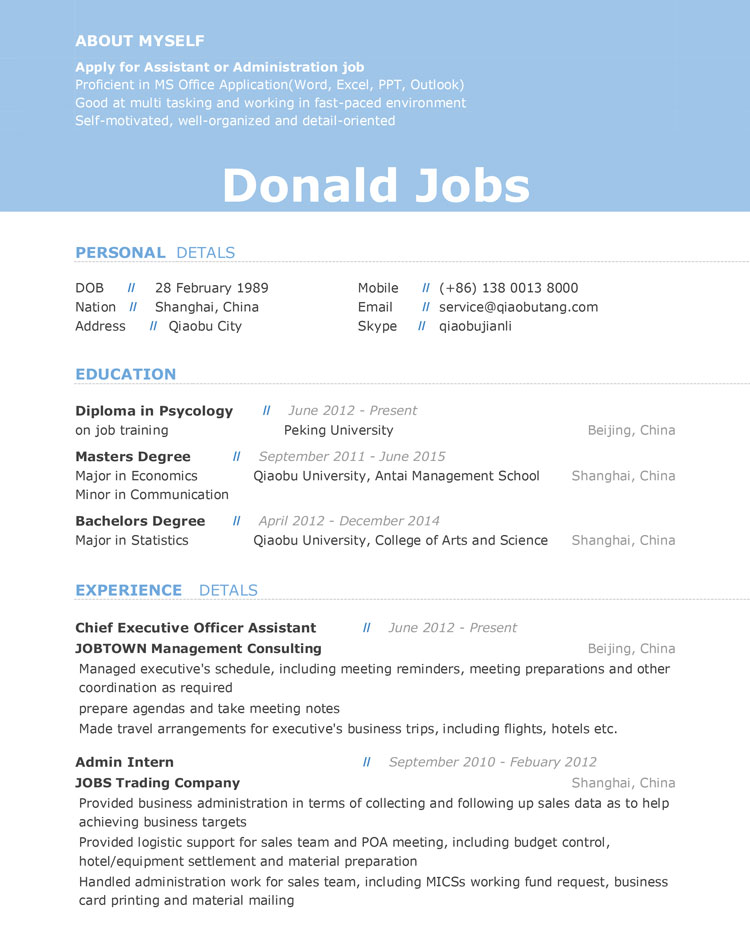 ABOUT MYSELF
Apply for Assistant or Administration job
Proficient in MS Office Application(Word, Excel, PPT, Outlook)
Good at multi tasking and working in fast-paced environment
Self-motivated, well-organized and detail-oriented
Donald Jobs
PERSONAL DETALS
DOB // 28 February 1989 Mobile // (+86) 138 0013 8000
Nation // Shanghai, China Email // service@qiaobutang.com
Address // Qiaobu City Skype // qiaobujianli
EDUCATION
Diploma in Psycology // June 2012 - Present
on job training Peking University Beijing, China
Masters Degree // September 2011 - June 2015
Major in Economics Qiaobu University, Antai Management School Shanghai, China
Minor in Communication
Bachelors Degree // April 2012 - December 2014
Major in Statistics Qiaobu University, College of Arts and Science Shanghai, China
EXPERIENCE DETALS
Chief Executive Officer Assistant // June 2012 - Present
JOBTOWN Management Consulting Beijing, China
Managed executive's schedule, including meeting reminders, meeting preparations and other
coordination as required
prepare agendas and take meeting notes
Made travel arrangements for executive's business trips, including flights, hotels etc.
Admin Intern // September 2010 - Febuary 2012
JOBS Trading Company Shanghai, China
Provided business administration in terms of collecting and following up sales data as to help
achieving business targets
Provided logistic support for sales team and POA meeting, including budget control,
hotel/equipment settlement and material preparation
Handled administration work for sales team, including MICSs working fund request, business
card printing and material mailing